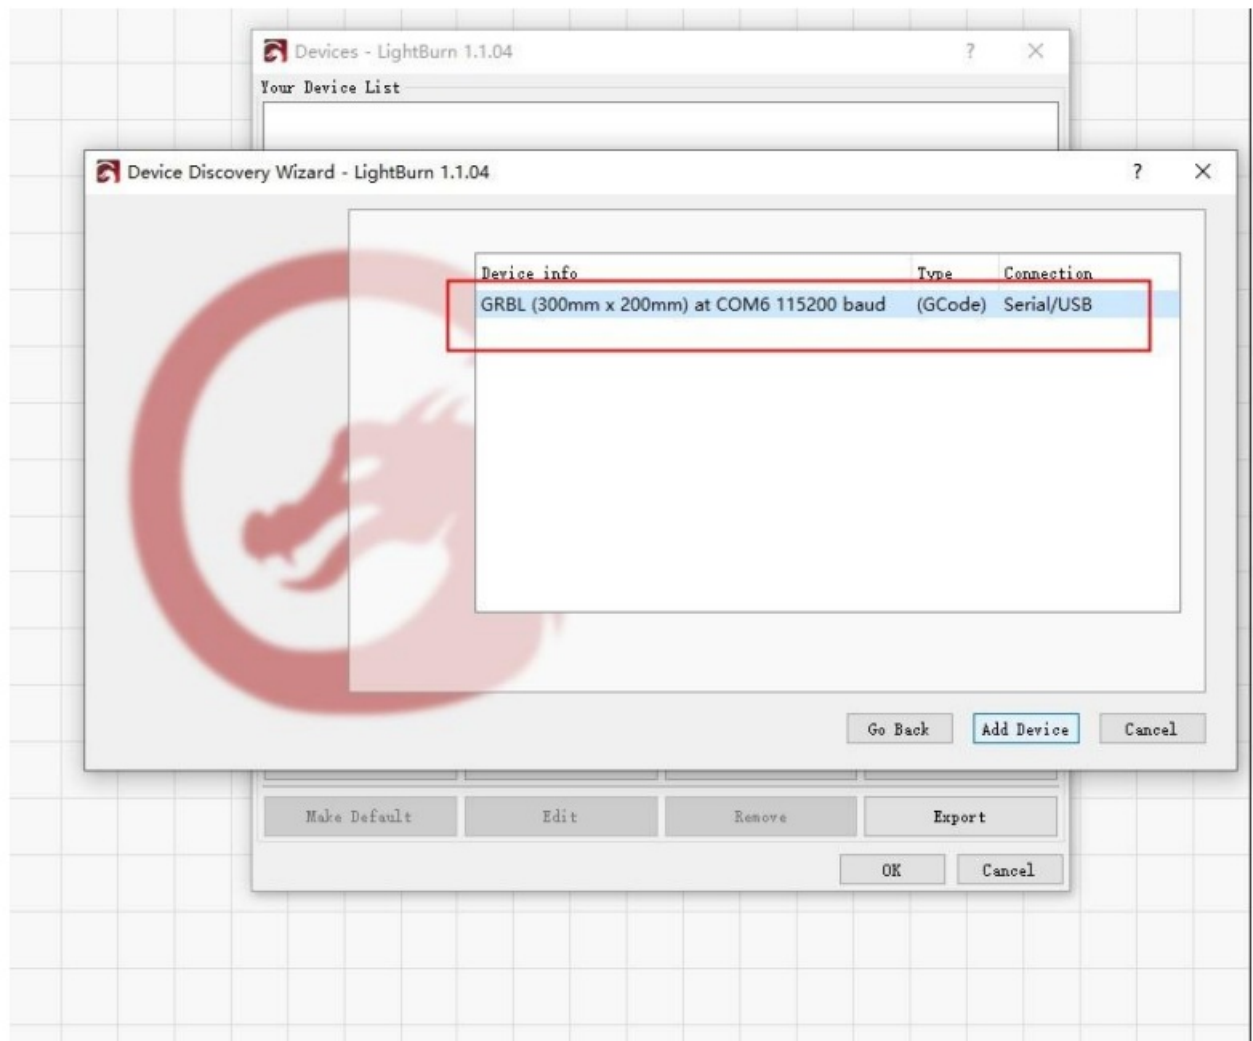 Devices - LightBurn 1.1.04 ?
Your Device List
Device Discovery Wizard - LightBurn 1.1.04 ?
Device info Type Connection
GRBL (300mm x 200mm) at COM6 115200 baud (GCode) Serial/USB
Go Back Add Device Cancel
Make Default Edit Remove Export
OK Cancel